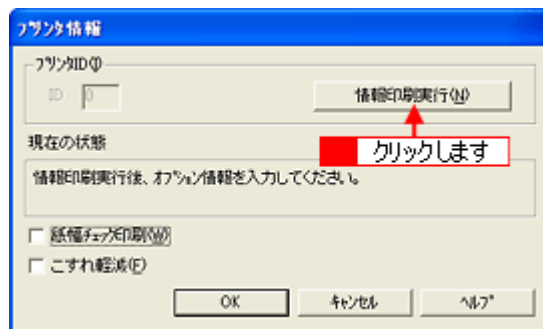 プリンタ情報
プリンタID(I)
ID 0
情報印刷実行(N)
現在の状態
クリックします
情報印刷実行後、オプション情報を入力してください。
紙幅チェック印刷(W)
こすれ軽減(F)
OK キャンセル ヘルプ